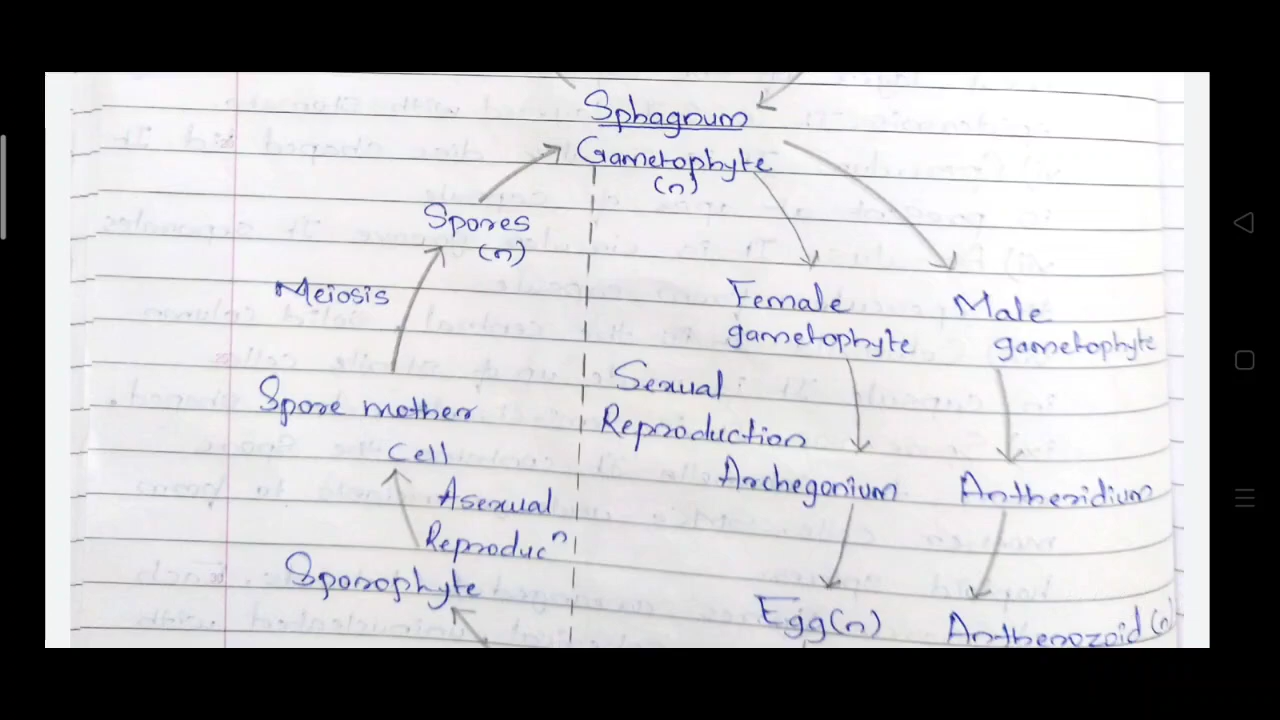 Sphagnum
Gametophyte
(n)
Spores
(n)
Meiosis
Female
gametophyte
Male
gametophyte
Sexual
Reproduction
Spore mother
Cell
Archegonium
Antheridium
Asexual
Reproducⁿ
Sporophyte
Egg(n)
Antherozoid (n)